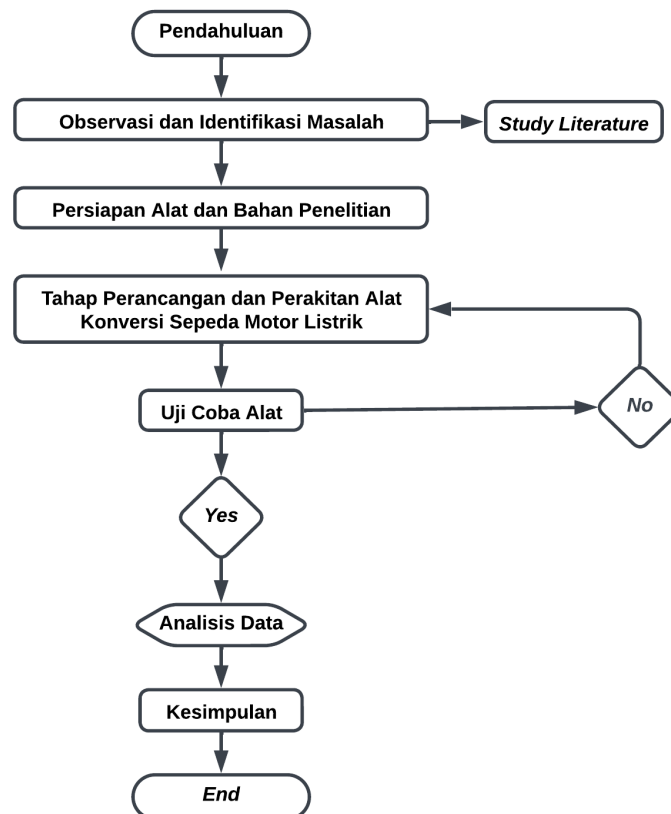 Pendahuluan
Observasi dan Identifikasi Masalah
Study Literature
Persiapan Alat dan Bahan Penelitian
Tahap Perancangan dan Perakitan Alat
Konversi Sepeda Motor Listrik
Uji Coba Alat
No
Yes
Analisis Data
Kesimpulan
End